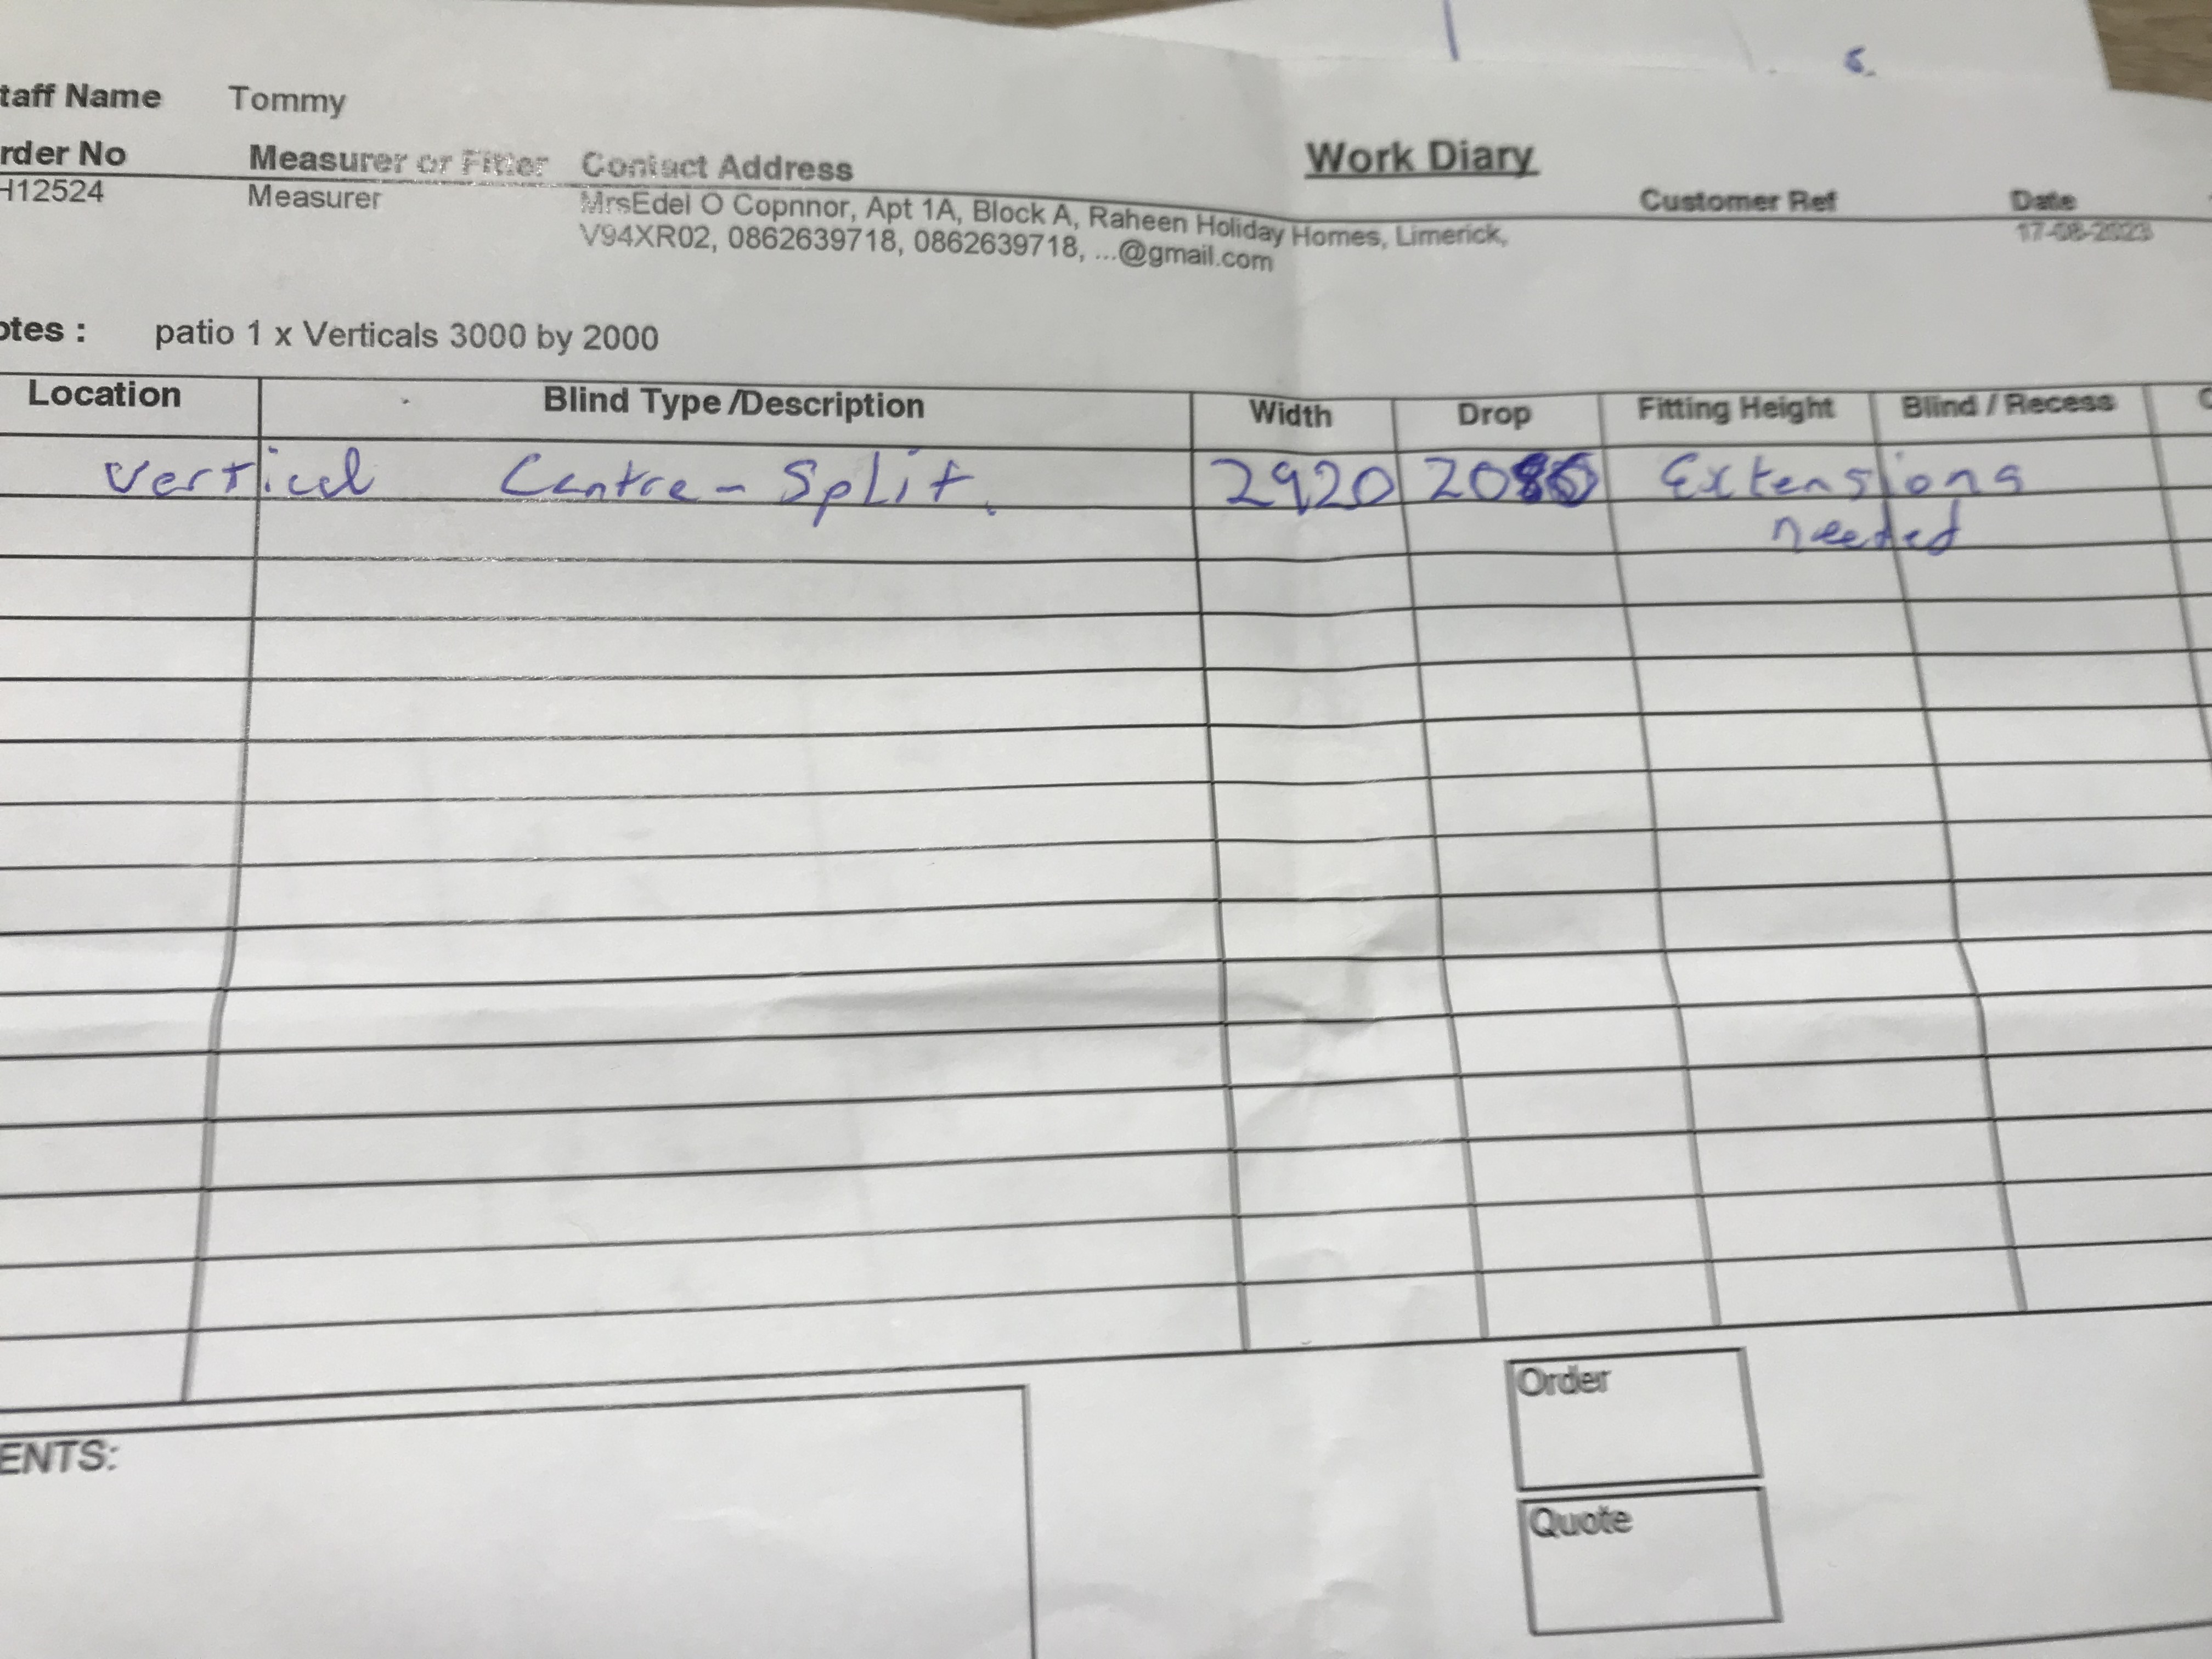 taff Name Tommy
Work Diary
rder No Measurer or Fitter Contact Address Customer Ref Date
H12524 Measurer MrsEdel O Copnnor, Apt 1A, Block A, Raheen Holiday Homes, Limerick, 17-08-2023
V94XR02, 0862639718, 0862639718, ...@gmail.com
otes : patio 1 x Verticals 3000 by 2000
Location Blind Type /Description Width Drop Fitting Height Blind / Recess
Vertical Centre - Split. 2920 Extensions
needed
ENTS:
Order
Quote